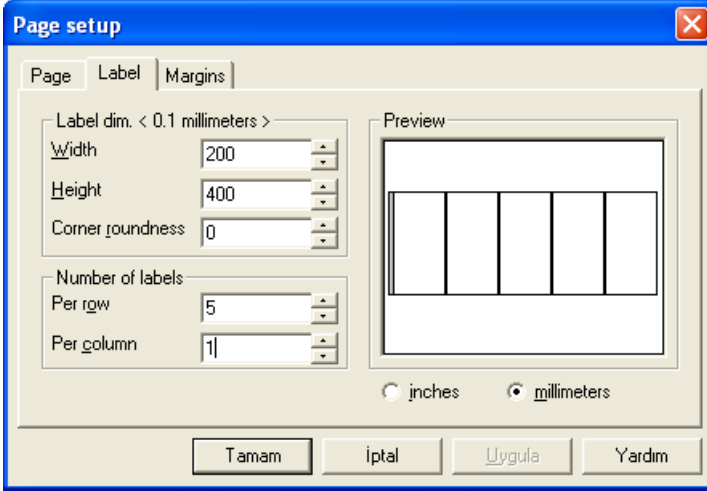 Page setup
Page Label Margins
Label dim. < 0.1 millimeters >
Width 200
Height 400
Corner roundness 0
Number of labels
Per row 5
Per column 1
Preview
inches millimeters
Tamam İptal Uygula Yardım